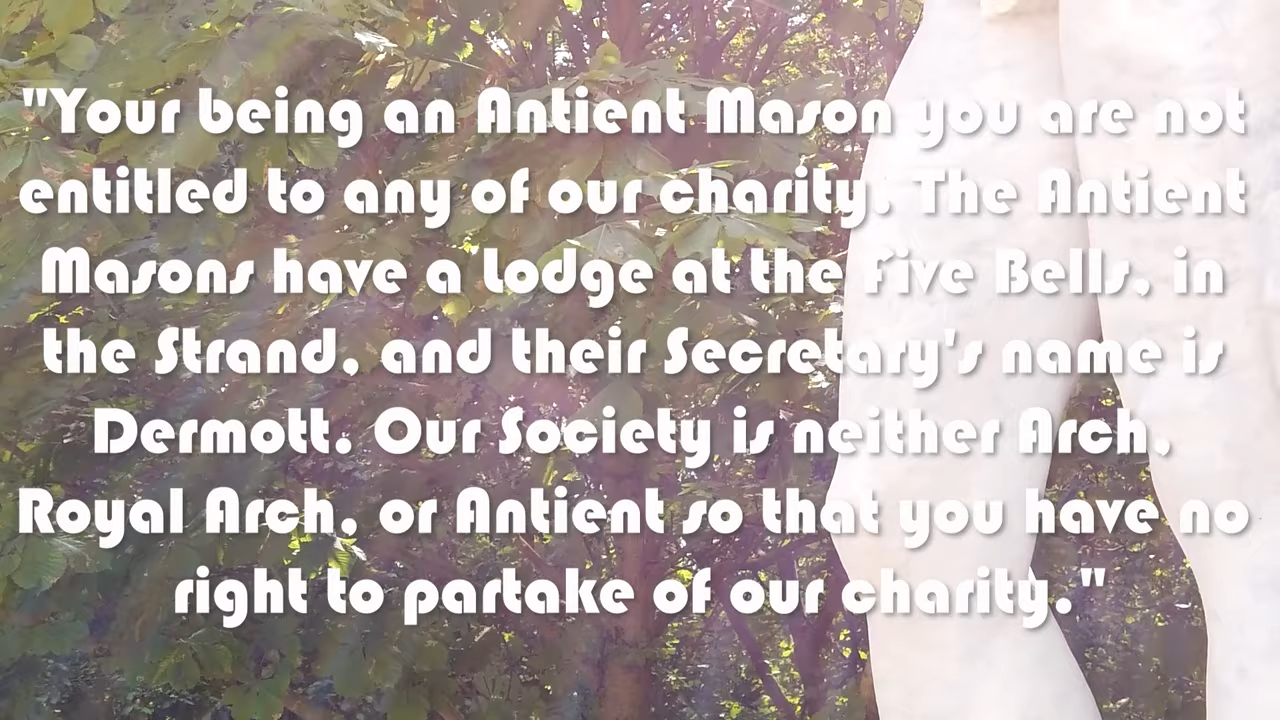 "Your being an Antient Mason you are not
entitled to any of our charity. The Antient
Masons have a Lodge at the Five Bells, in
the Strand, and their Secretary's name is
Dermott. Our Society is neither Arch,
Royal Arch, or Antient so that you have no
right to partake of our charity."